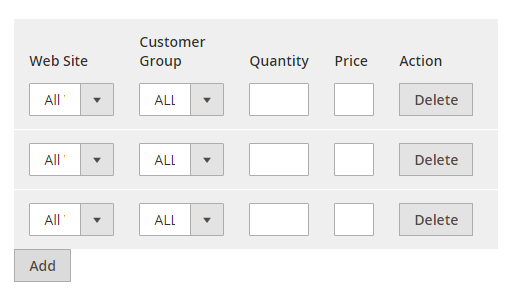 Web Site Customer Group Quantity Price Action
All ALL Delete
All ALL Delete
All ALL Delete
Add